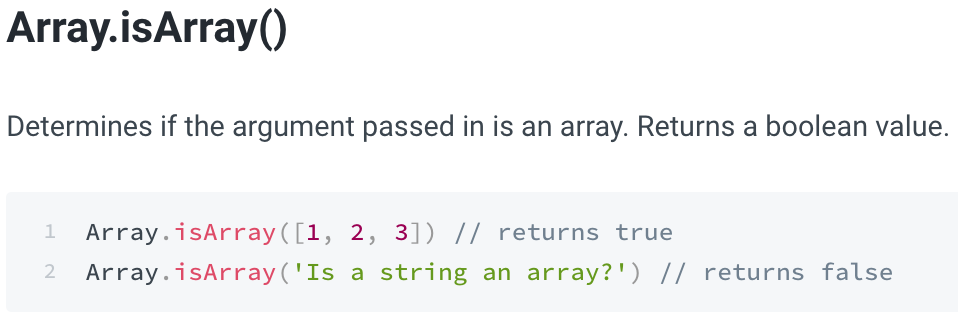 Array.isArray()
Determines if the argument passed in is an array. Returns a boolean value.
1 Array.isArray([1, 2, 3]) // returns true
2 Array.isArray('Is a string an array?') // returns false